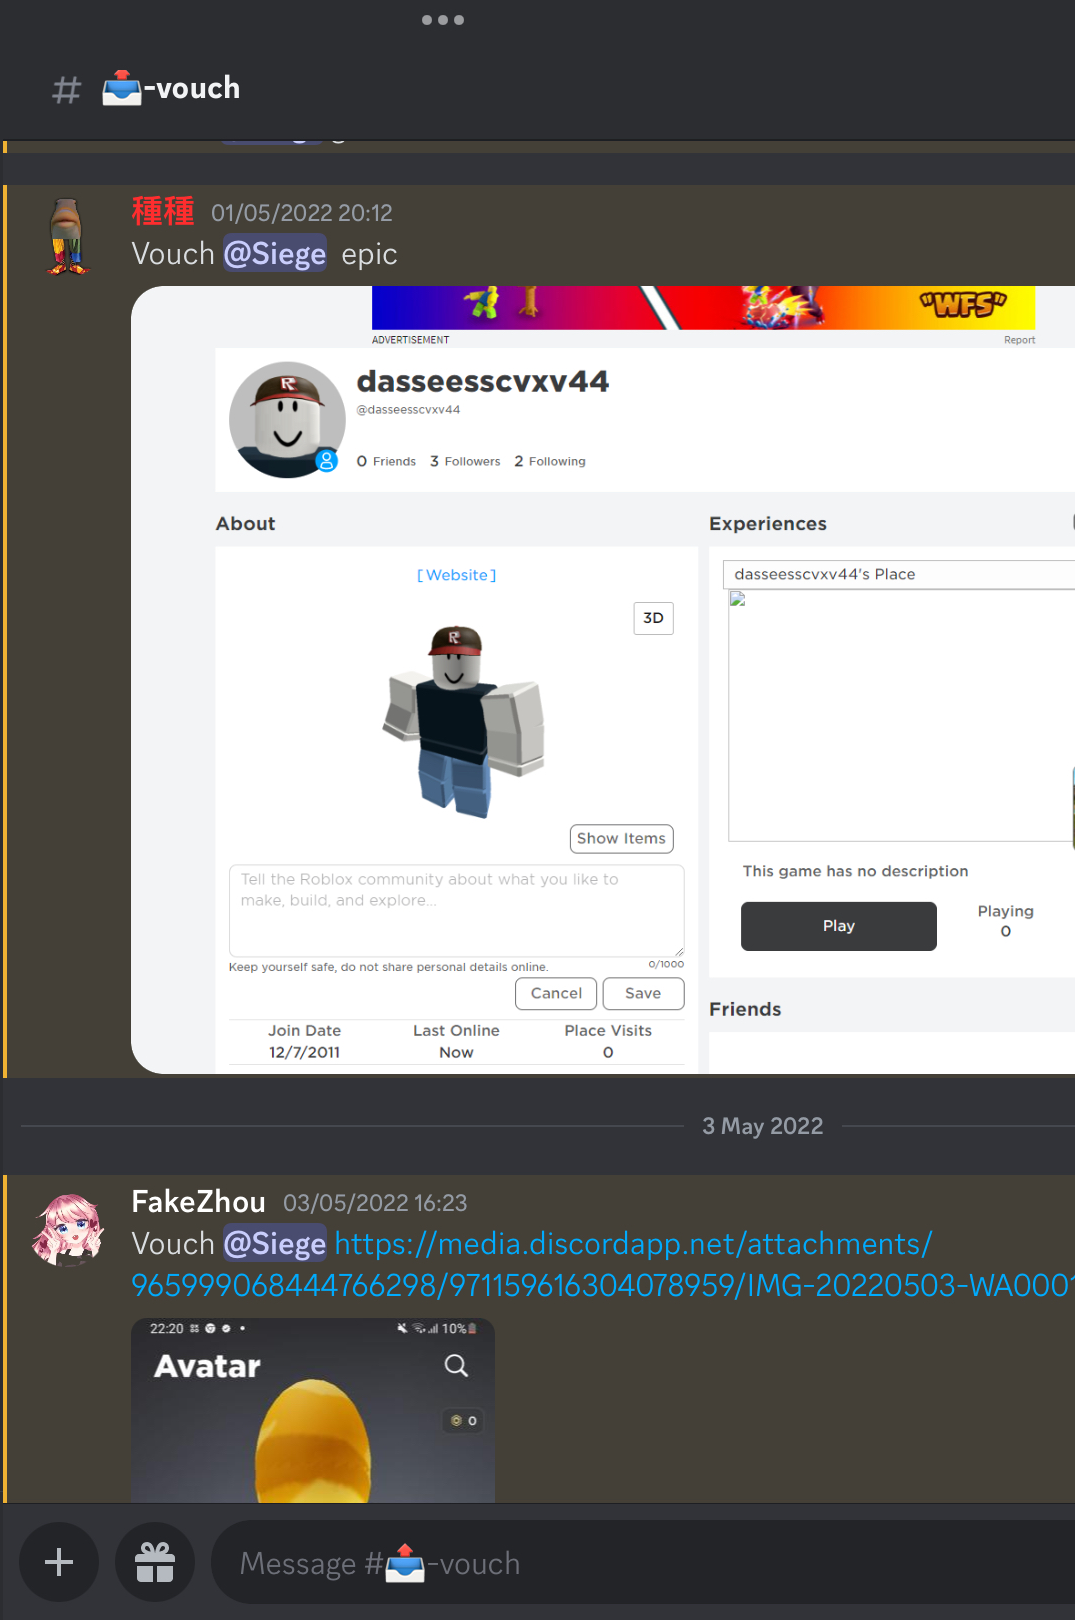 -vouch
種種 01/05/2022 20:12
Vouch @Siege epic
"WFS"
ADVERTISEMENT
Report
R
dasseesscvxv44
@dasseesscvxv44
0 Friends 3 Followers 2 Following
About
Experiences
[ Website ]
dasseesscvxv44's Place
3D
R
Show Items
Tell the Roblox community about what you like to
make, build, and explore...
This game has no description
Play
Playing
0
Keep yourself safe, do not share personal details online.
0/1000
Cancel
Save
Friends
Join Date
Last Online
Place Visits
12/7/2011
Now
0
3 May 2022
FakeZhou 03/05/2022 16:23
Vouch @Siege https://media.discordapp.net/attachments/
965999068444766298/971159616304078959/IMG-20220503-WA0001
22:20
10%
Avatar
0
Message #-vouch